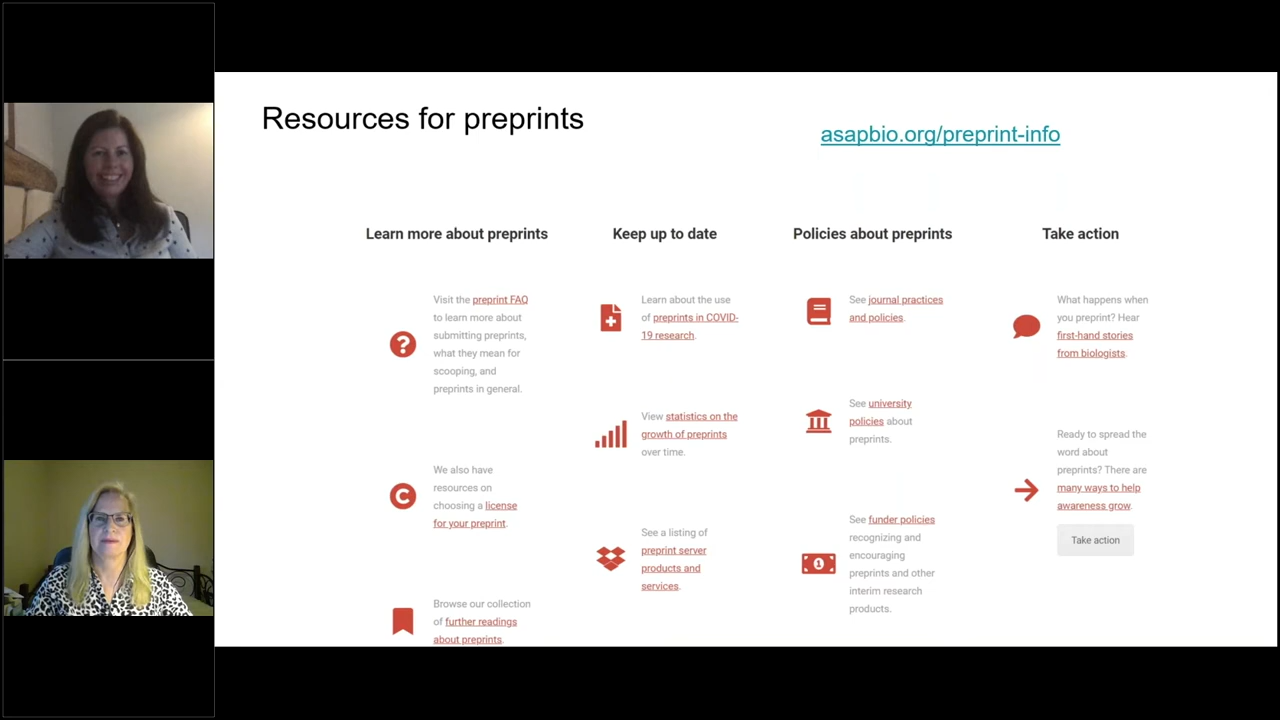 Resources for preprints
asapbio.org/preprint-info
Learn more about preprints
Visit the preprint FAQ
to learn more about
submitting preprints,
what they mean for
scooping, and
preprints in general.
We also have
resources on
choosing a license
for your preprint.
Browse our collection
of further readings
about preprints.
Keep up to date
Learn about the use
of preprints in COVID-
19 research.
View statistics on the
growth of preprints
over time.
See a listing of
preprint server
products and
services.
Policies about preprints
See journal practices
and policies.
See university
policies about
preprints.
1
See funder policies
recognizing and
encouraging
preprints and other
interim research
products.
Take action
What happens when
you preprint? Hear
first-hand stories
from biologists.
Ready to spread the
word about
preprints? There are
many ways to help
awareness grow.
Take action